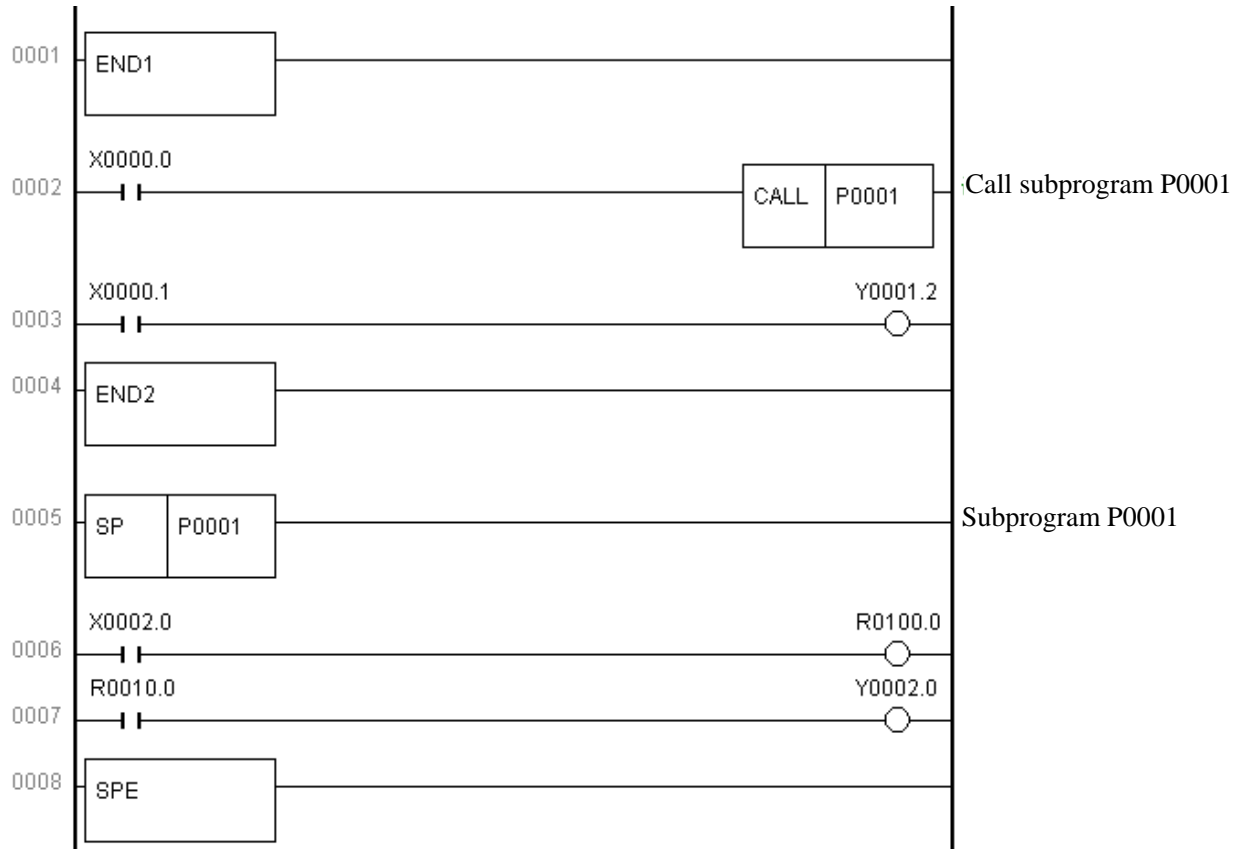 0001 END1
X0000.0
0002 CALL P0001 Call subprogram P0001
X0000.1 Y0001.2
0003
0004 END2
0005 SP P0001 Subprogram P0001
X0002.0 R0100.0
0006
R0010.0 Y0002.0
0007
0008 SPE